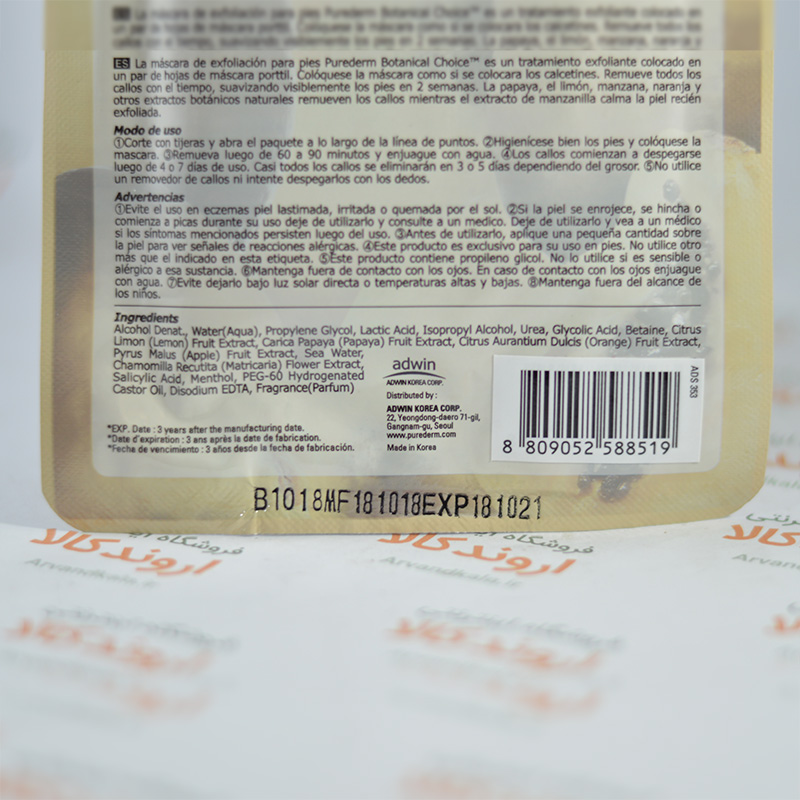 ES La máscara de exfoliación para pies Purederm Botanical Choice™ es un tratamiento exfoliante colocado en
un par de hojas de máscara porttil. Colóquese la máscara como si se colocara los calcetines. Remueve todos los
callos con el tiempo, suavizando visiblemente los pies en 2 semanas. La papaya, el limón, manzana, naranja y
otros extractos botánicos naturales remueven los callos mientras el extracto de manzanilla calma la piel recién
exfoliada.
Modo de uso
①Corte con tijeras y abra el paquete a lo largo de la línea de puntos. ②Higienícese bien los pies y colóquese la
mascara. ③Remueva luego de 60 a 90 minutos y enjuague con agua. ④Los callos comienzan a despegarse
luego de 4 o 7 días de uso. Casi todos los callos se eliminarán en 3 o 5 días dependiendo del grosor. ⑤No utilice
un removedor de callos ni intente despegarlos con los dedos.
Advertencias
①Evite el uso en eczemas piel lastimada, irritada o quemada por el sol. ②Si la piel se enrojece, se hincha o
comienza a picas durante su uso deje de utilizarlo y consulte a un medico. Deje de utilizarlo y vea a un médico
si los síntomas mencionados persisten luego del uso. ③Antes de utilizarlo, aplique una pequeña cantidad sobre
la piel para ver señales de reacciones alérgicas. ④Este producto es exclusivo para su uso en pies. No utilice otro
más que el indicado en esta etiqueta. ⑤Este producto contiene propileno glicol. No lo utilice si es sensible o
alérgico a esa sustancia. ⑥Mantenga fuera de contacto con los ojos. En caso de contacto con los ojos enjuague
con agua. ⑦Evite dejarlo bajo luz solar directa o temperaturas altas y bajas. ⑧Mantenga fuera del alcance de
los niños.
Ingredients
Alcohol Denat., Water(Aqua), Propylene Glycol, Lactic Acid, Isopropyl Alcohol, Urea, Glycolic Acid, Betaine, Citrus
Limon (Lemon) Fruit Extract, Carica Papaya (Papaya) Fruit Extract, Citrus Aurantium Dulcis (Orange) Fruit Extract,
Pyrus Malus (Apple) Fruit Extract, Sea Water,
Chamomilla Recutita (Matricaria) Flower Extract,
Salicylic Acid, Menthol, PEG-60 Hydrogenated
Castor Oil, Disodium EDTA, Fragrance(Parfum)
adwin
ADWIN KOREA CORP.
Distributed by :
ADWIN KOREA CORP.
22, Yeongdong-daero 71-gil,
Gangnam-gu, Seoul
www.purederm.com
Made in Korea
ADS 353
8 809052 588519
*EXP. Date : 3 years after the manufacturing date.
*Date d'expiration : 3 ans après la date de fabrication.
*Fecha de vencimiento : 3 años desde la fecha de fabricación.
B1018MF181018EXP181021
فروشگاه اینترنتی
اروند کالا
Arvandkala.ir